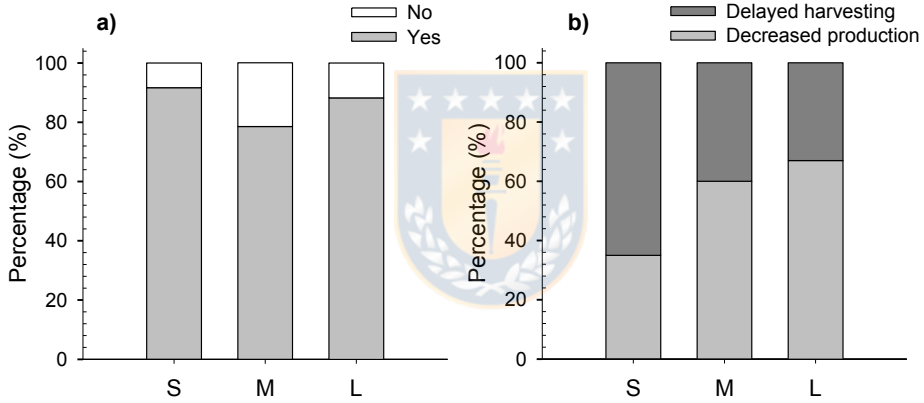 a)
No
Yes
Percentage (%)
100
80
60
40
20
0
S M L
b)
Delayed harvesting
Decreased production
Percentage (%)
100
80
60
40
20
0
S M L